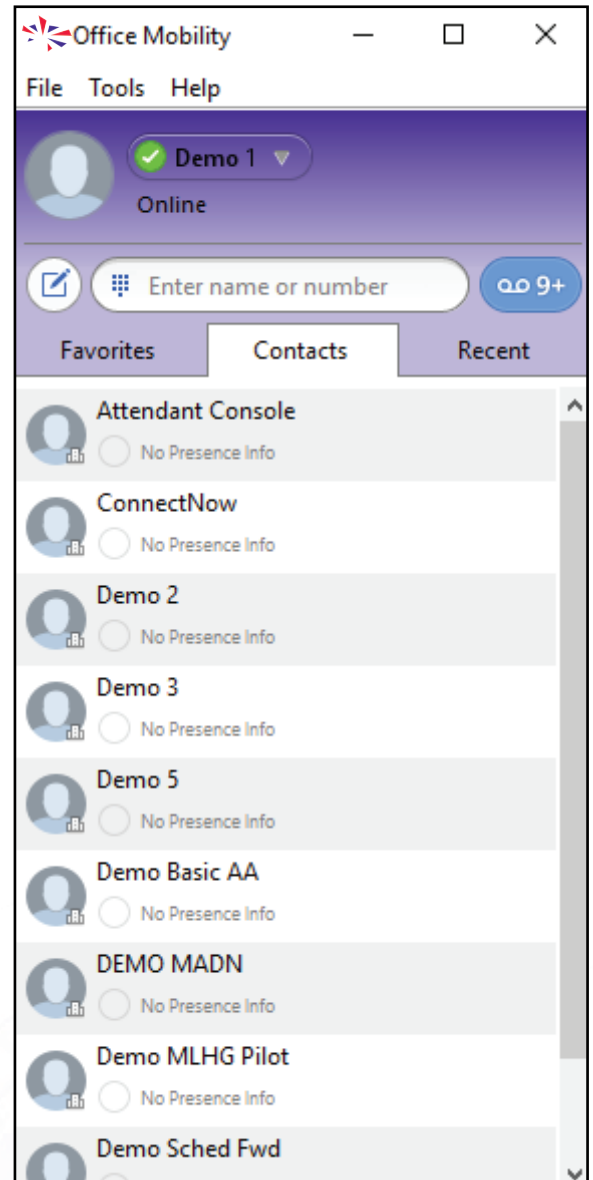 Office Mobility
File Tools Help
Demo 1
Online
Enter name or number
9+
Favorites Contacts Recent
Attendant Console
No Presence Info
ConnectNow
No Presence Info
Demo 2
No Presence Info
Demo 3
No Presence Info
Demo 5
No Presence Info
Demo Basic AA
No Presence Info
DEMO MADN
No Presence Info
Demo MLHG Pilot
No Presence Info
Demo Sched Fwd